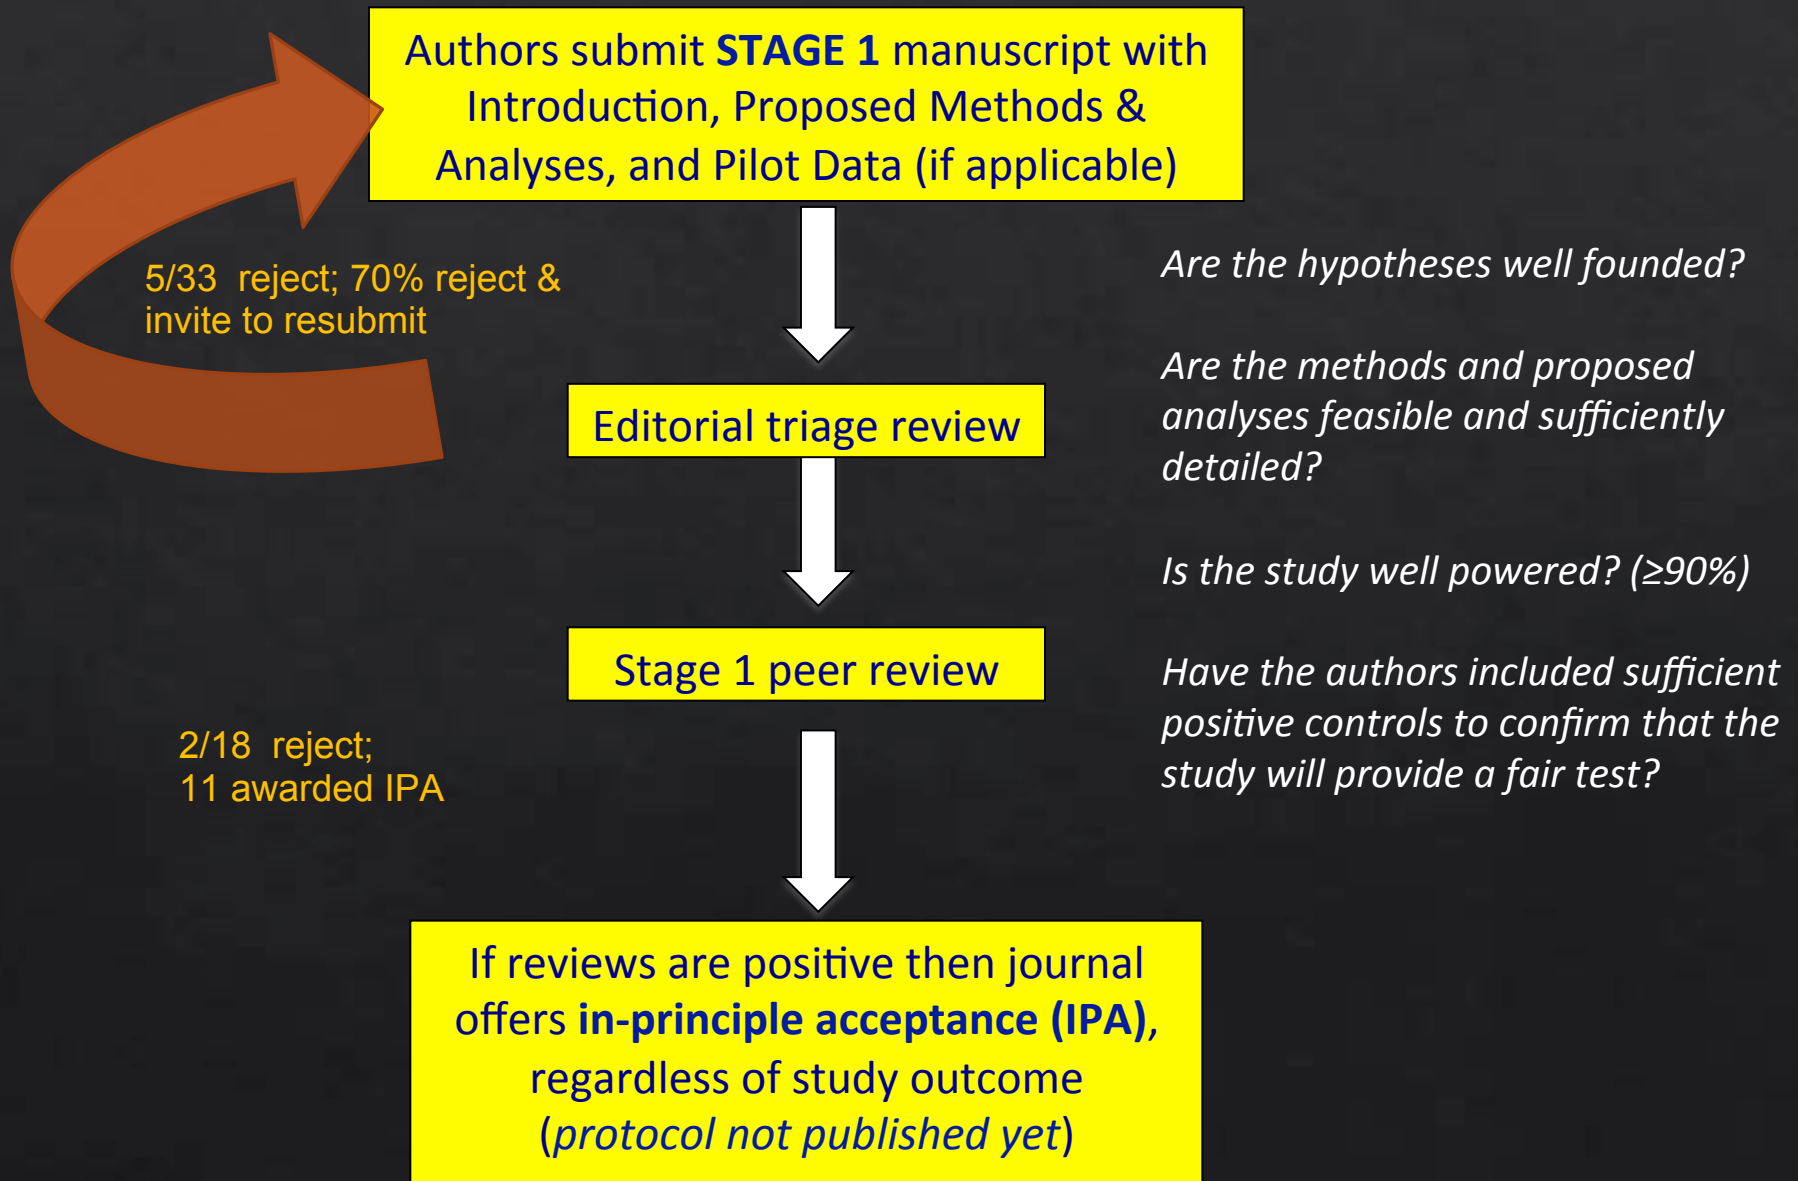 Authors submit STAGE 1 manuscript with
Introduction, Proposed Methods &
Analyses, and Pilot Data (if applicable)
5/33 reject; 70% reject &
invite to resubmit
Editorial triage review
Stage 1 peer review
2/18 reject;
11 awarded IPA
If reviews are positive then journal
offers in-principle acceptance (IPA),
regardless of study outcome
(protocol not published yet)
Are the hypotheses well founded?
Are the methods and proposed
analyses feasible and sufficiently
detailed?
Is the study well powered? (≥90%)
Have the authors included sufficient
positive controls to confirm that the
study will provide a fair test?